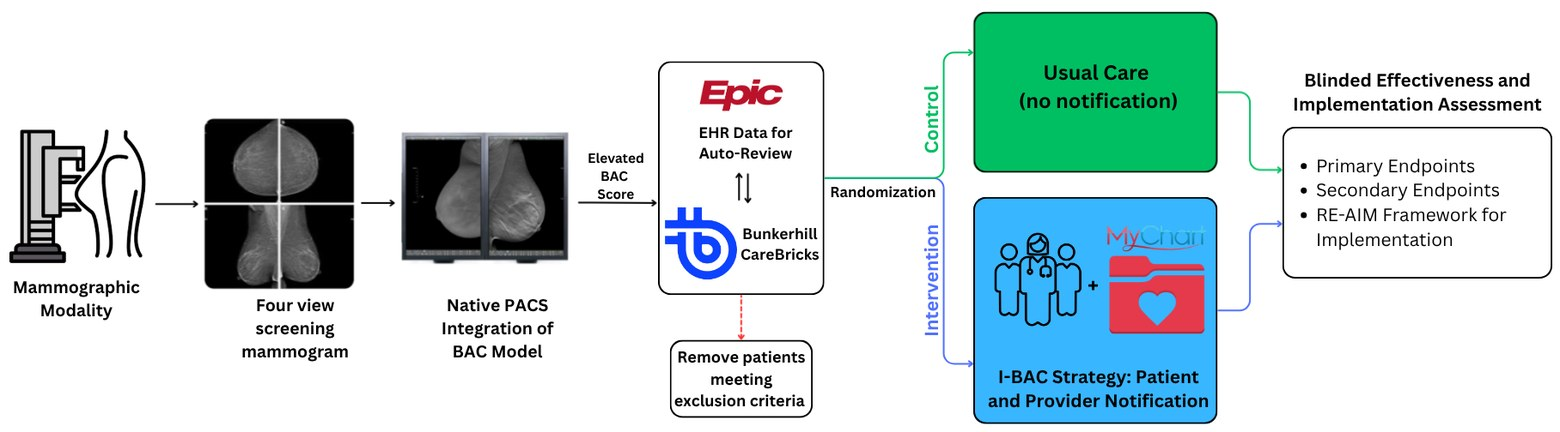 Mammographic
Modality
Four view
screening
mammogram
Native PACS
Integration of
BAC Model
Elevated
BAC
Score
Epic
EHR Data for
Auto-Review
Bunkerhill
CareBricks
Remove patients
meeting
exclusion criteria
Randomization
Control
Intervention
Usual Care
(no notification)
MyChart
+
I-BAC Strategy: Patient
and Provider Notification
Blinded Effectiveness and
Implementation Assessment
• Primary Endpoints
• Secondary Endpoints
• RE-AIM Framework for
Implementation